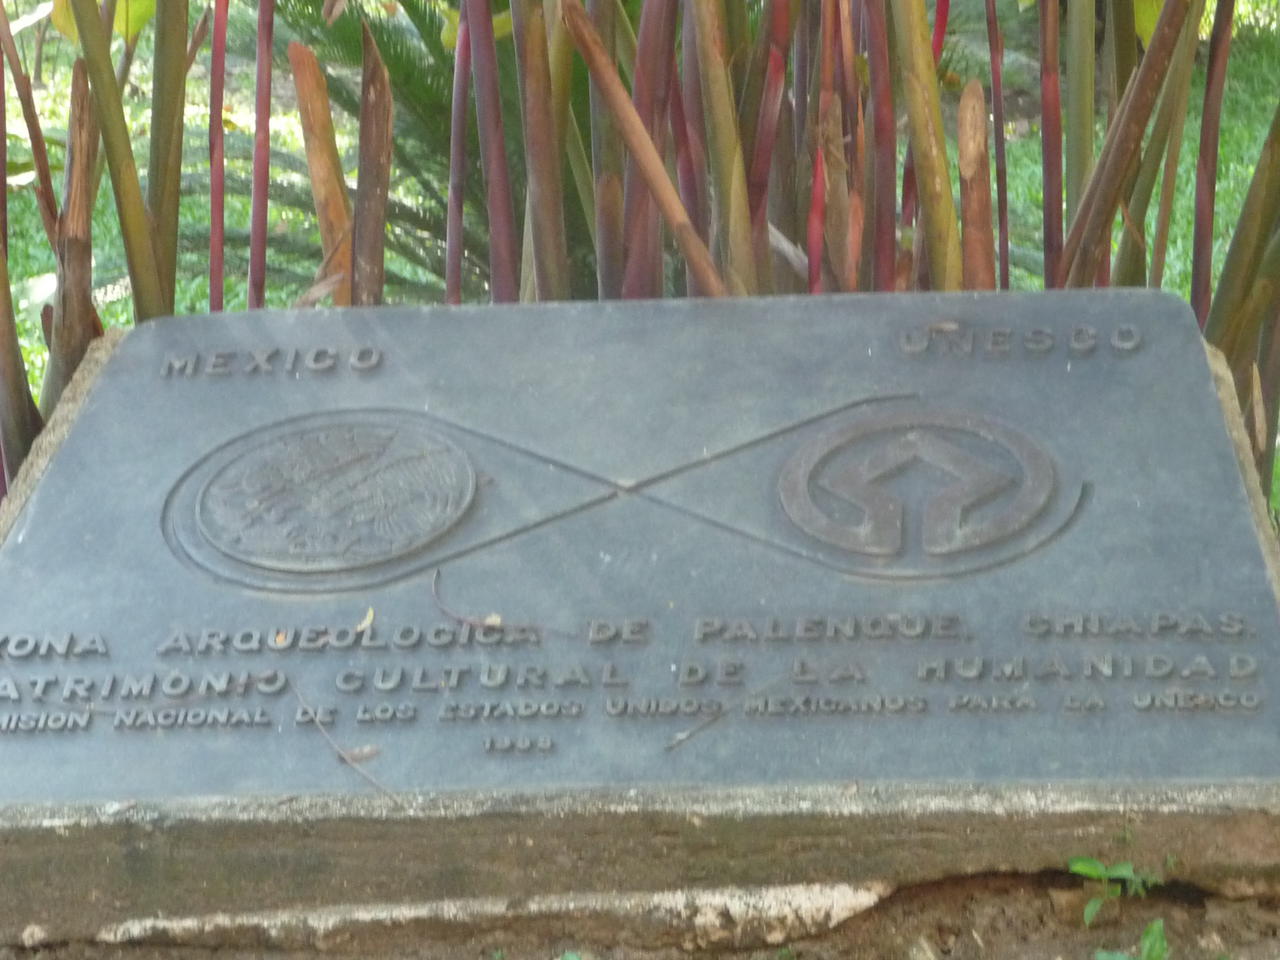 MEXICO
UNESCO
ZONA ARQUEOLOGICA DE PALENQUE, CHIAPAS.
PATRIMONIO CULTURAL DE LA HUMANIDAD
MISION NACIONAL DE LOS ESTADOS UNIDOS MEXICANOS PARA LA UNESCO